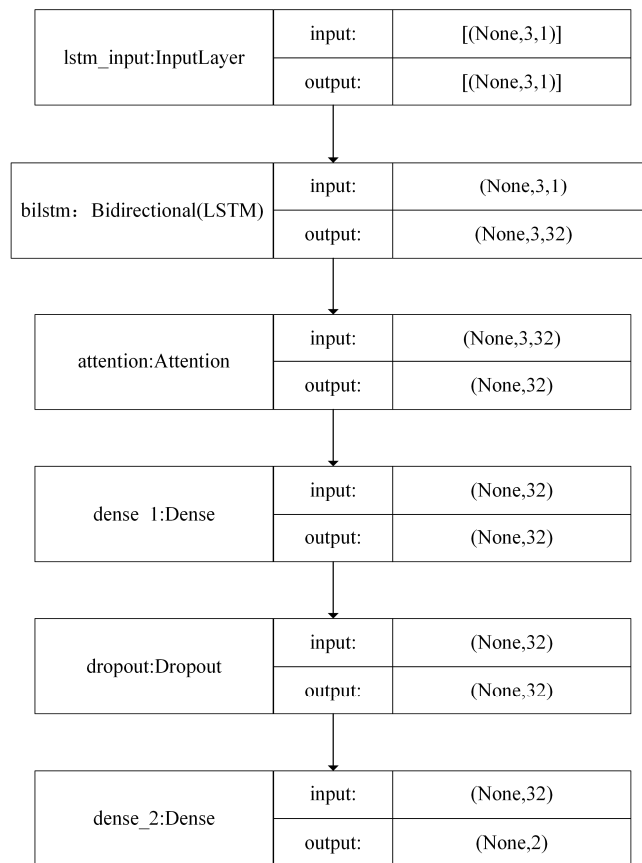 lstm_input:InputLayer
input:
[(None,3,1)]
output:
[(None,3,1)]
bilstm：Bidirectional(LSTM)
input:
(None,3,1)
output:
(None,3,32)
attention:Attention
input:
(None,3,32)
output:
(None,32)
dense 1:Dense
input:
(None,32)
output:
(None,32)
dropout:Dropout
input:
(None,32)
output:
(None,32)
dense_2:Dense
input:
(None,32)
output:
(None,2)